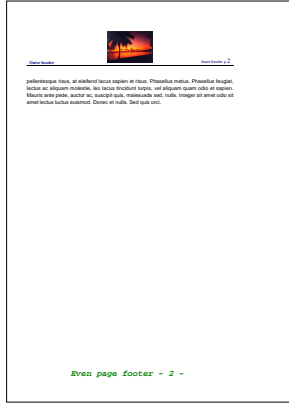 Outer header
Inner header p 2
pellentesque risus, at eleifend lacus sapien et risus. Phasellus metus. Phasellus feugiat,
lectus ac aliquam molestie, leo lacus tincidunt turpis, vel aliquam quam odio et sapien.
Mauris ante pede, auctor ac, suscipit quis, malesuada sed, nulla. Integer sit amet odio sit
amet lectus luctus euismod. Donec et nulla. Sed quis orci.
Even page footer - 2 -